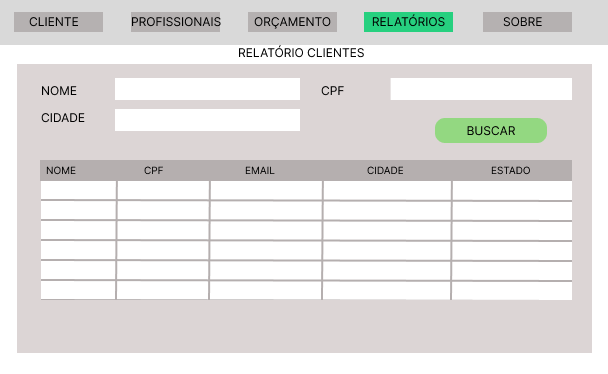 CLIENTE PROFISSIONAIS ORÇAMENTO RELATÓRIOS SOBRE
RELATÓRIO CLIENTES
NOME CPF
CIDADE
BUSCAR
NOME CPF EMAIL CIDADE ESTADO